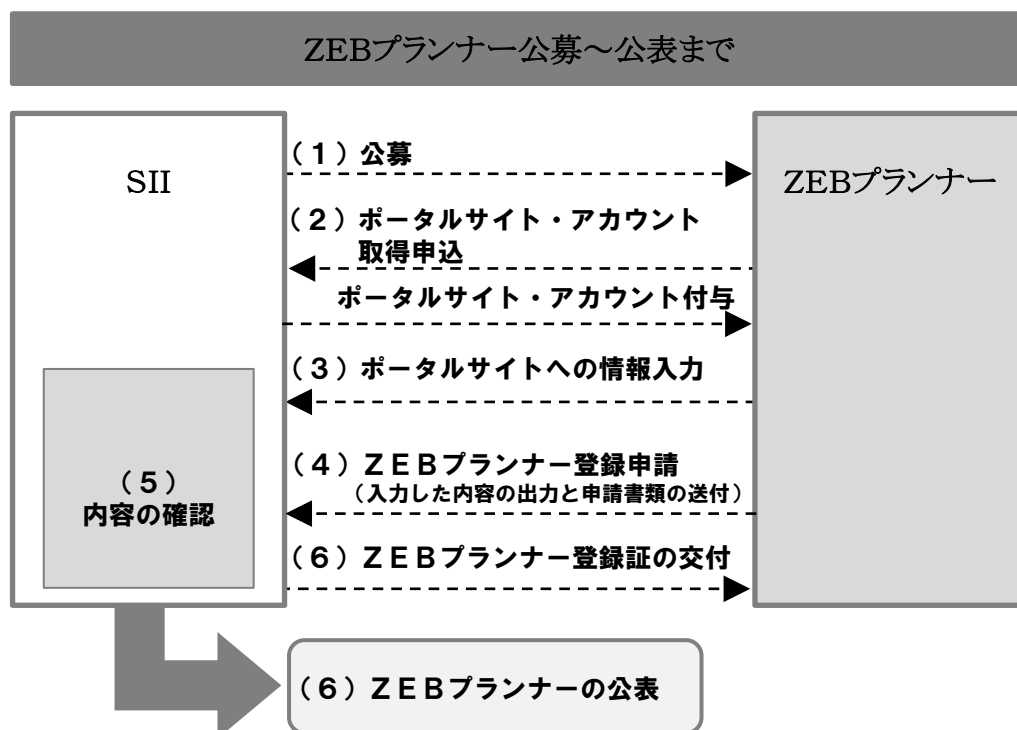 ZEBプランナー公募～公表まで
SII
ZEBプランナー
（１）公募
（２）ポータルサイト・アカウント
取得申込
ポータルサイト・アカウント付与
（３）ポータルサイトへの情報入力
（４）ＺＥＢプランナー登録申請
（入力した内容の出力と申請書類の送付）
（５）
内容の確認
（６）ＺＥＢプランナー登録証の交付
（６）ＺＥＢプランナーの公表